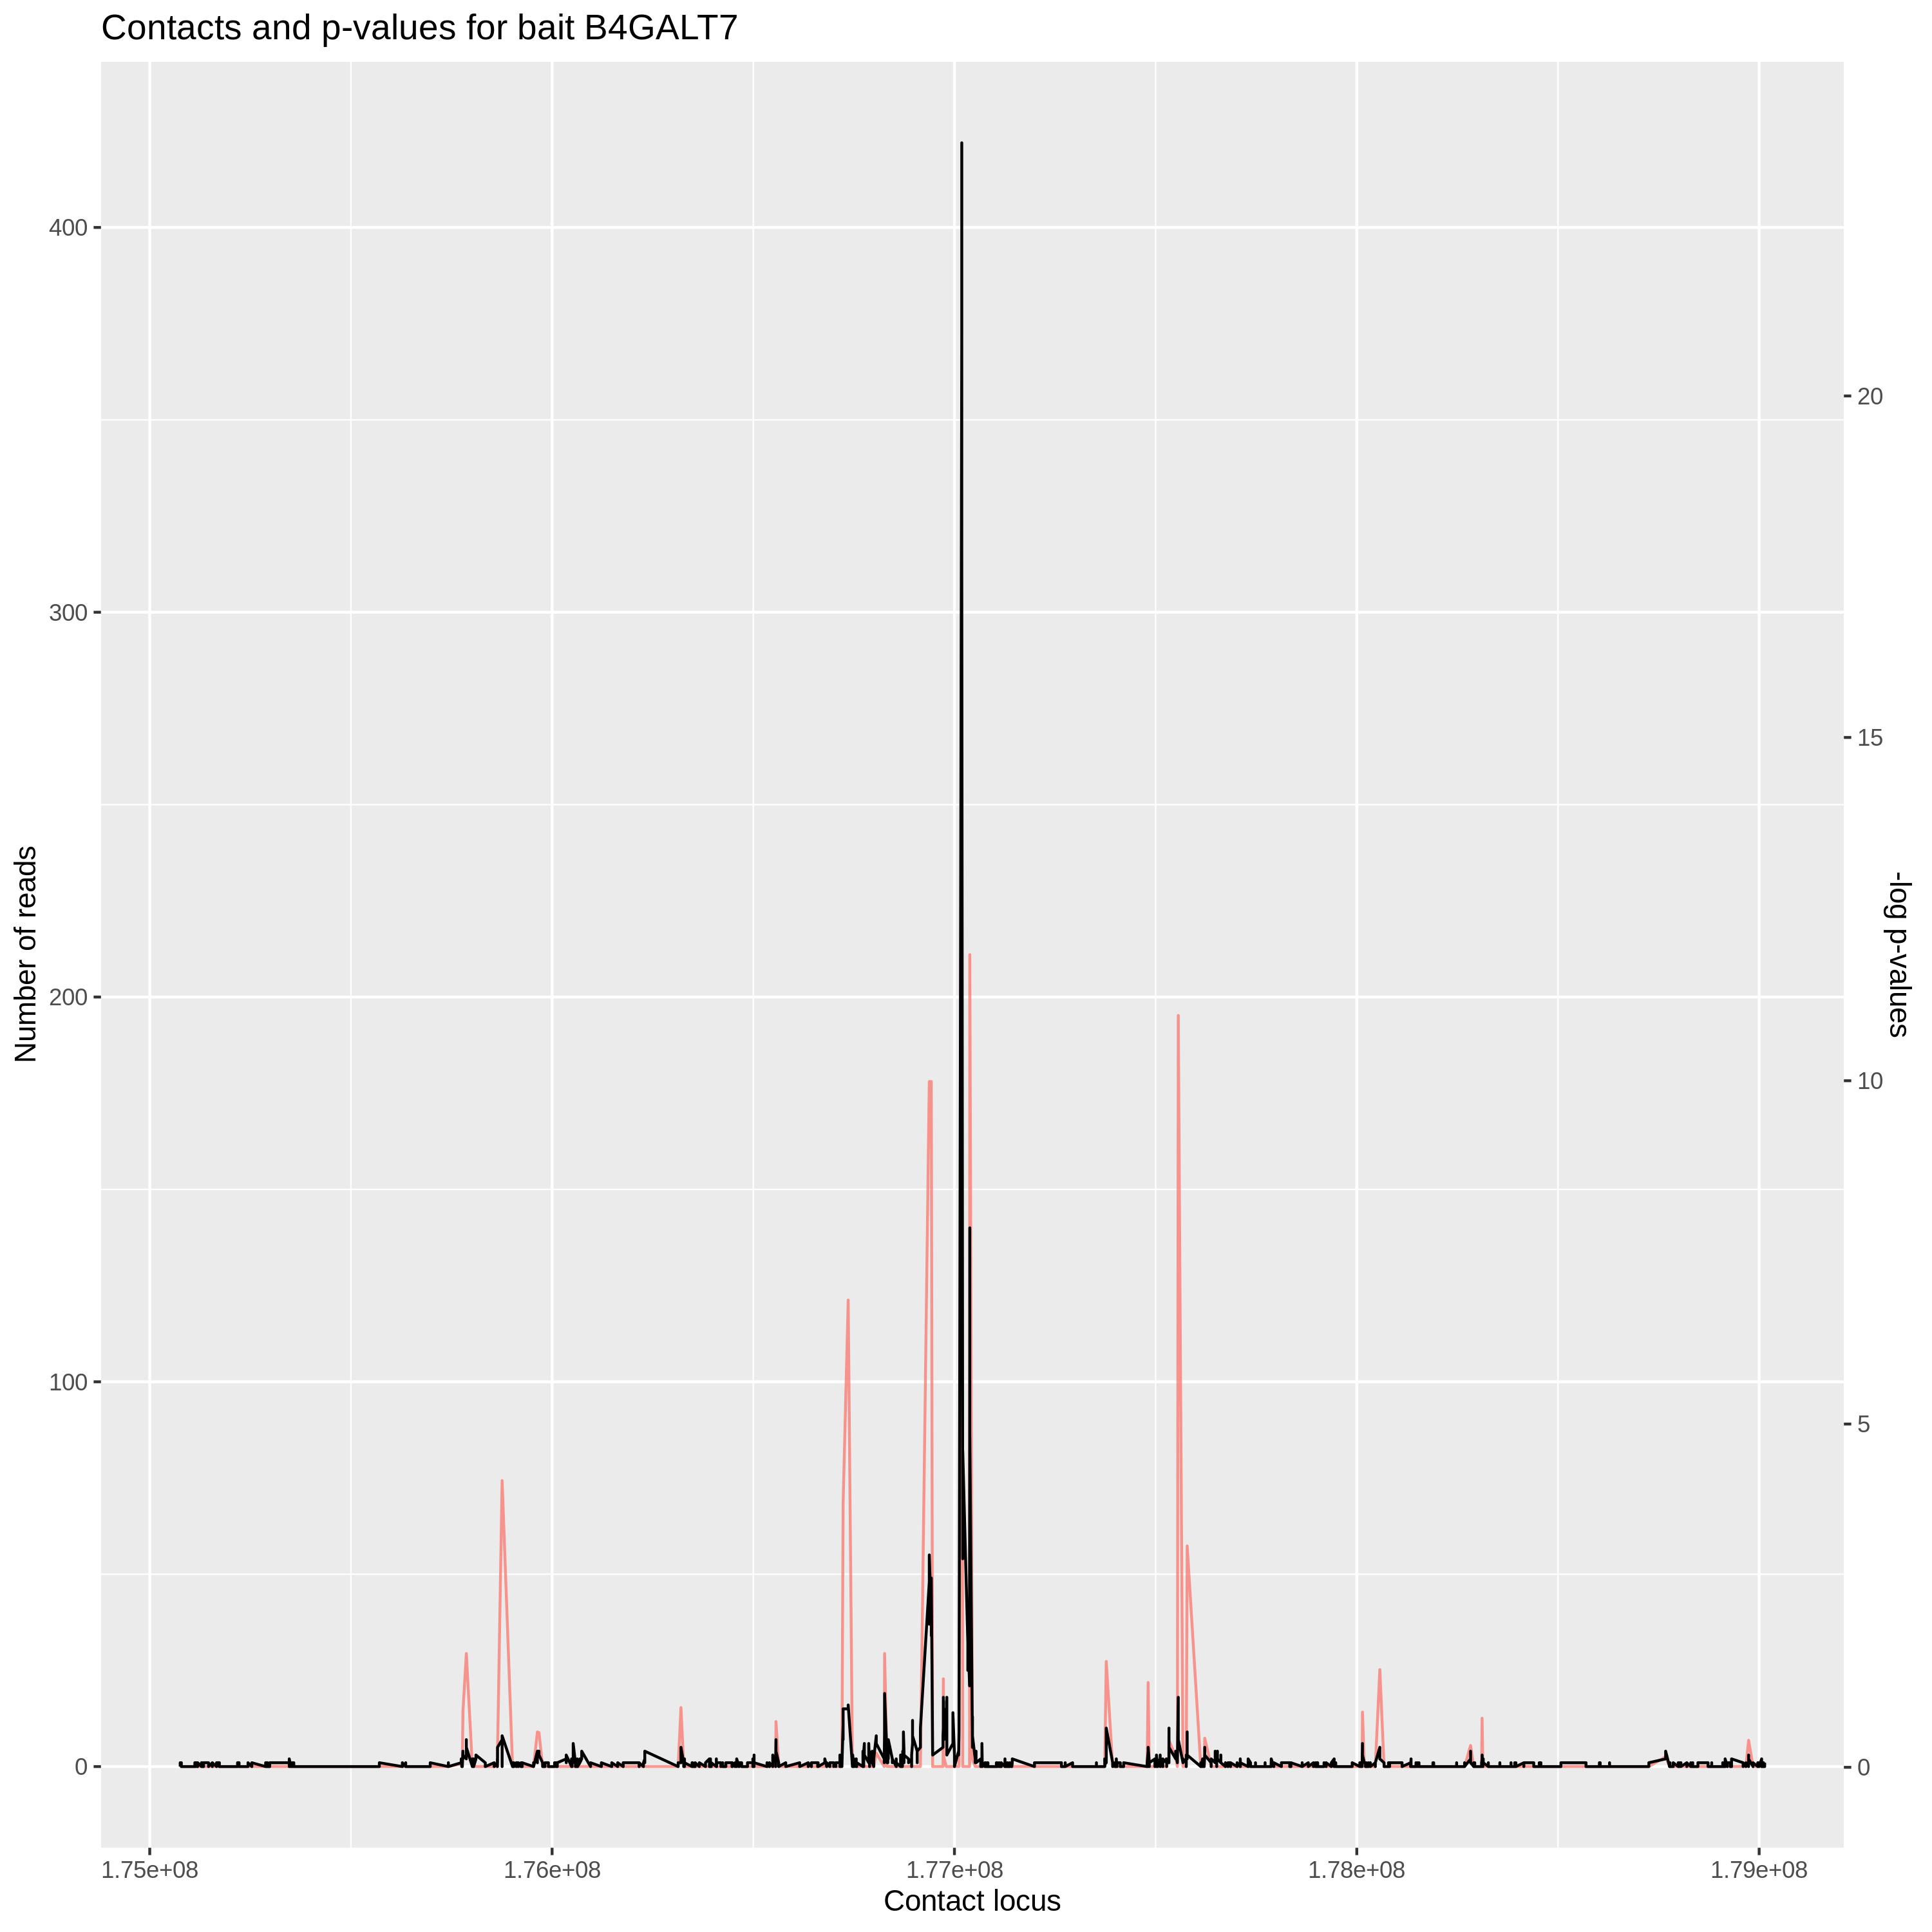 Contacts and p-values for bait B4GALT7
Number of reads
400
300
200
100
0
20
15
10
5
0
-log p-values
1.75e+08 1.76e+08 1.77e+08 1.78e+08 1.79e+08
Contact locus